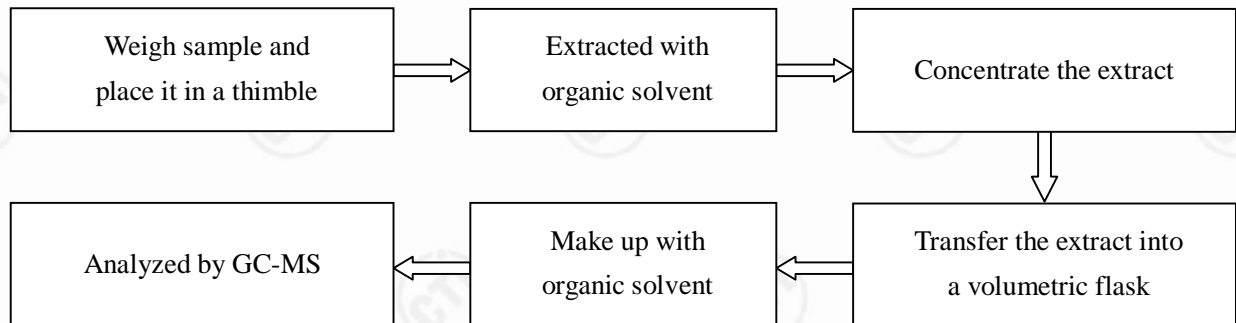 Weigh sample and
place it in a thimble
Extracted with
organic solvent
Concentrate the extract
Transfer the extract into
a volumetric flask
Make up with
organic solvent
Analyzed by GC-MS